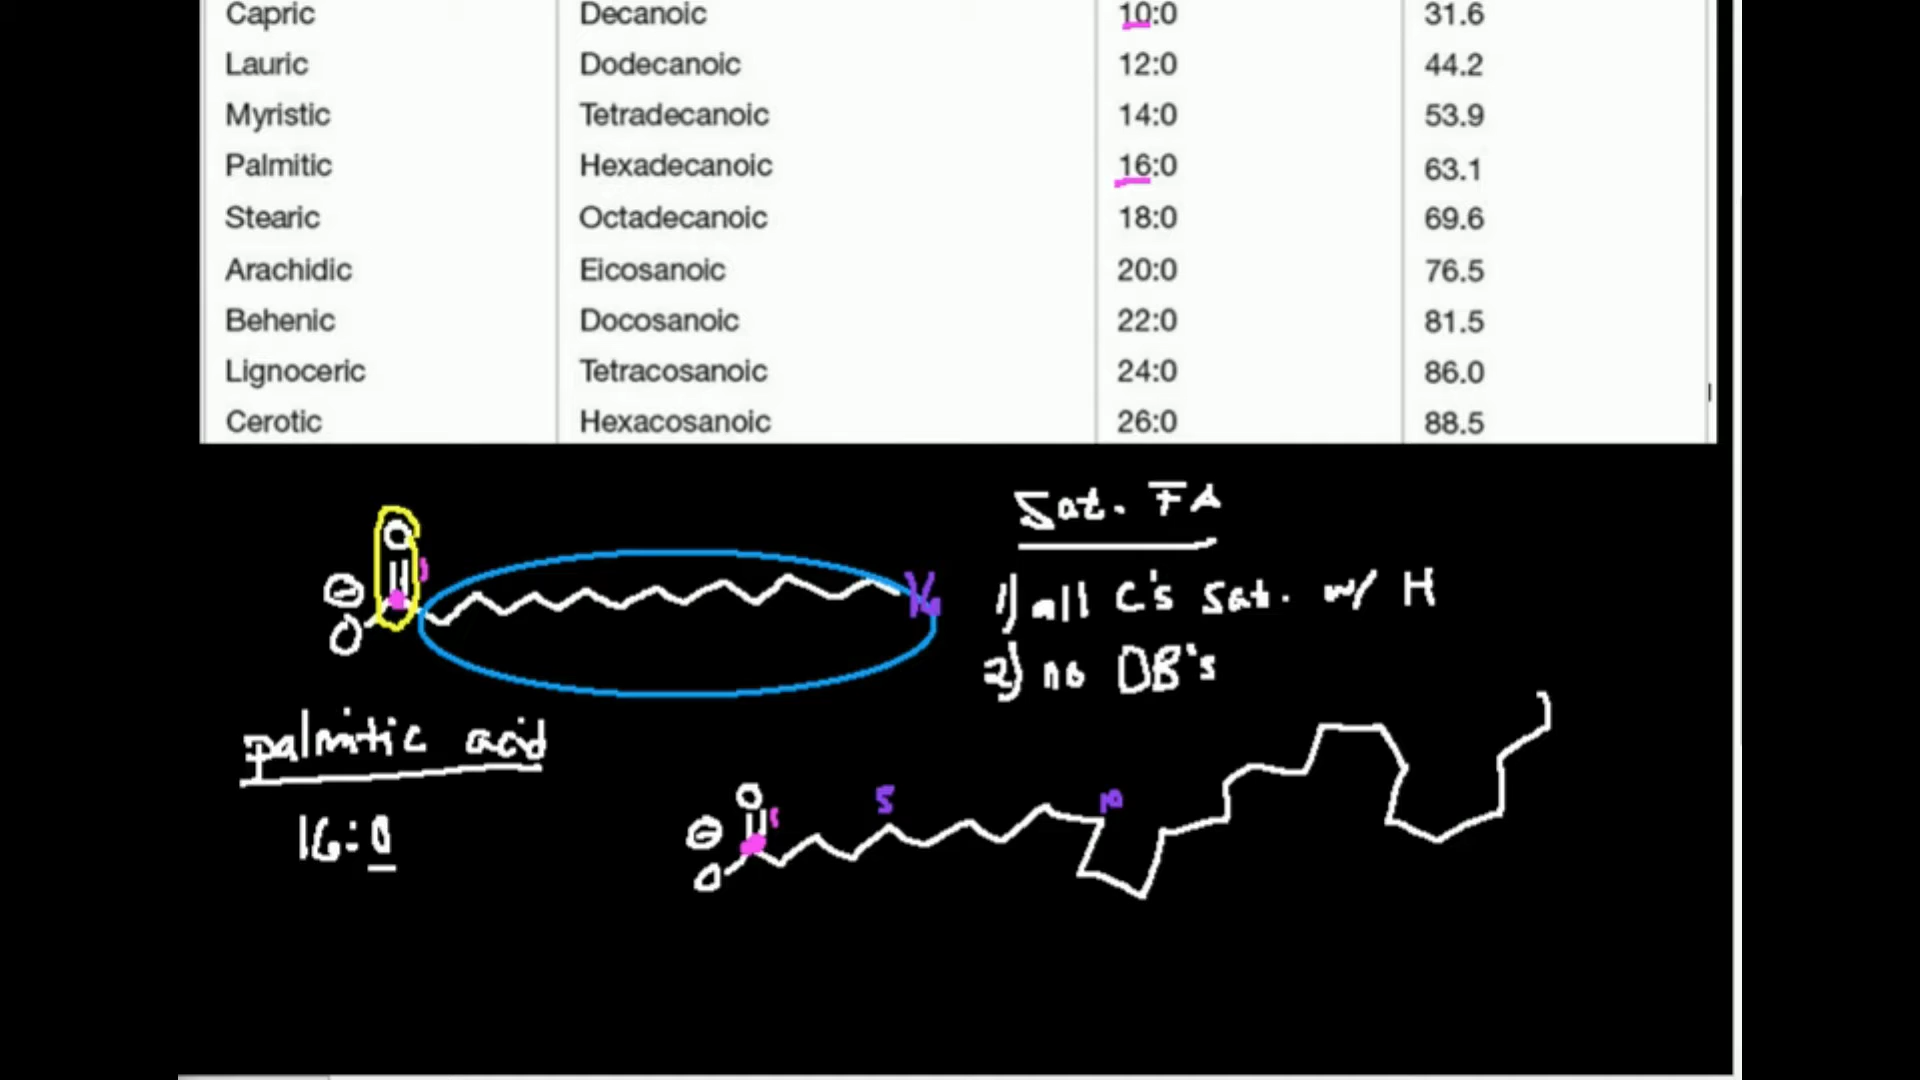 Capric Decanoic 10:0 31.6
Lauric Dodecanoic 12:0 44.2
Myristic Tetradecanoic 14:0 53.9
Palmitic Hexadecanoic 16:0 63.1
Stearic Octadecanoic 18:0 69.6
Arachidic Eicosanoic 20:0 76.5
Behenic Docosanoic 22:0 81.5
Lignoceric Tetracosanoic 24:0 86.0
Cerotic Hexacosanoic 26:0 88.5
Sat. FA
O
1
⊖
O
16
1) all C's sat. w/ H
2) no DB's
palmitic acid
16:0
O
1
5
10
⊖
O